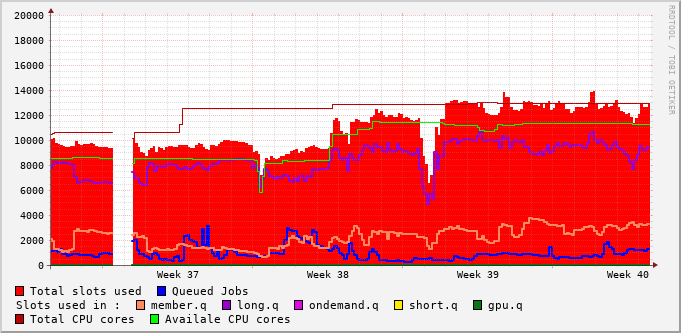 20000
18000
16000
14000
12000
10000
8000
6000
4000
2000
0
Week 37 Week 38 Week 39 Week 40
RRDTOOL / TOBI OETIKER
Total slots used Queued Jobs
Slots used in : member.q long.q ondemand.q short.q gpu.q
Total CPU cores Availale CPU cores